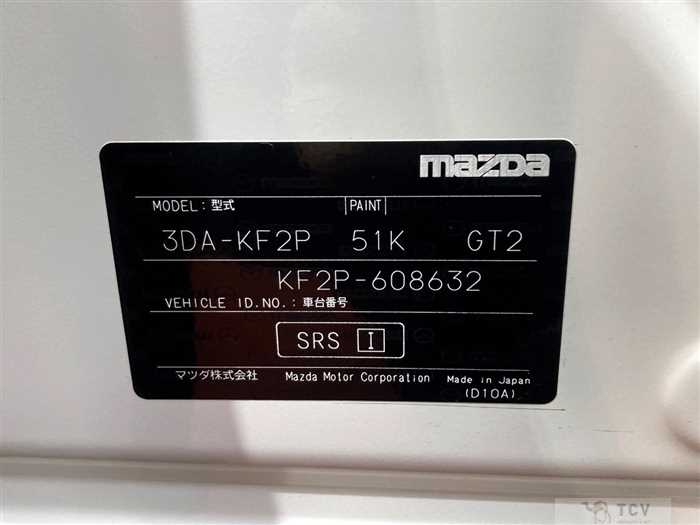 mazda
MODEL: 型式 PAINT
3DA-KF2P 51K GT2
KF2P-608632
VEHICLE ID.NO.: 車台番号
SRS I
マツダ株式会社 Mazda Motor Corporation Made in Japan
(D10A)
TCV